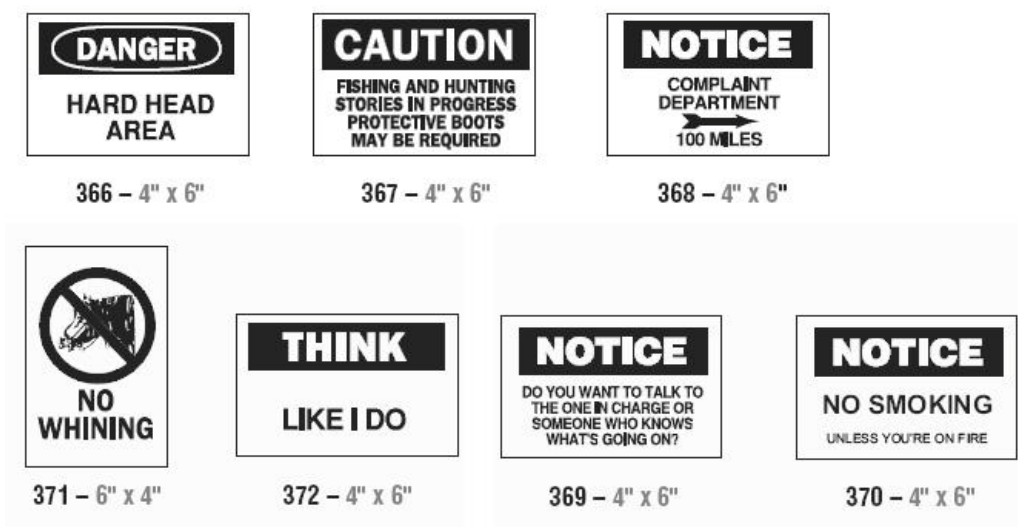 DANGER
HARD HEAD
AREA
366 – 4" x 6"
CAUTION
FISHING AND HUNTING
STORIES IN PROGRESS
PROTECTIVE BOOTS
MAY BE REQUIRED
367 – 4" x 6"
NOTICE
COMPLAINT
DEPARTMENT
100 MILES
368 – 4" x 6"
NO
WHINING
371 – 6" x 4"
THINK
LIKE I DO
372 – 4" x 6"
NOTICE
DO YOU WANT TO TALK TO
THE ONE IN CHARGE OR
SOMEONE WHO KNOWS
WHAT'S GOING ON?
369 – 4" x 6"
NOTICE
NO SMOKING
UNLESS YOU'RE ON FIRE
370 – 4" x 6"